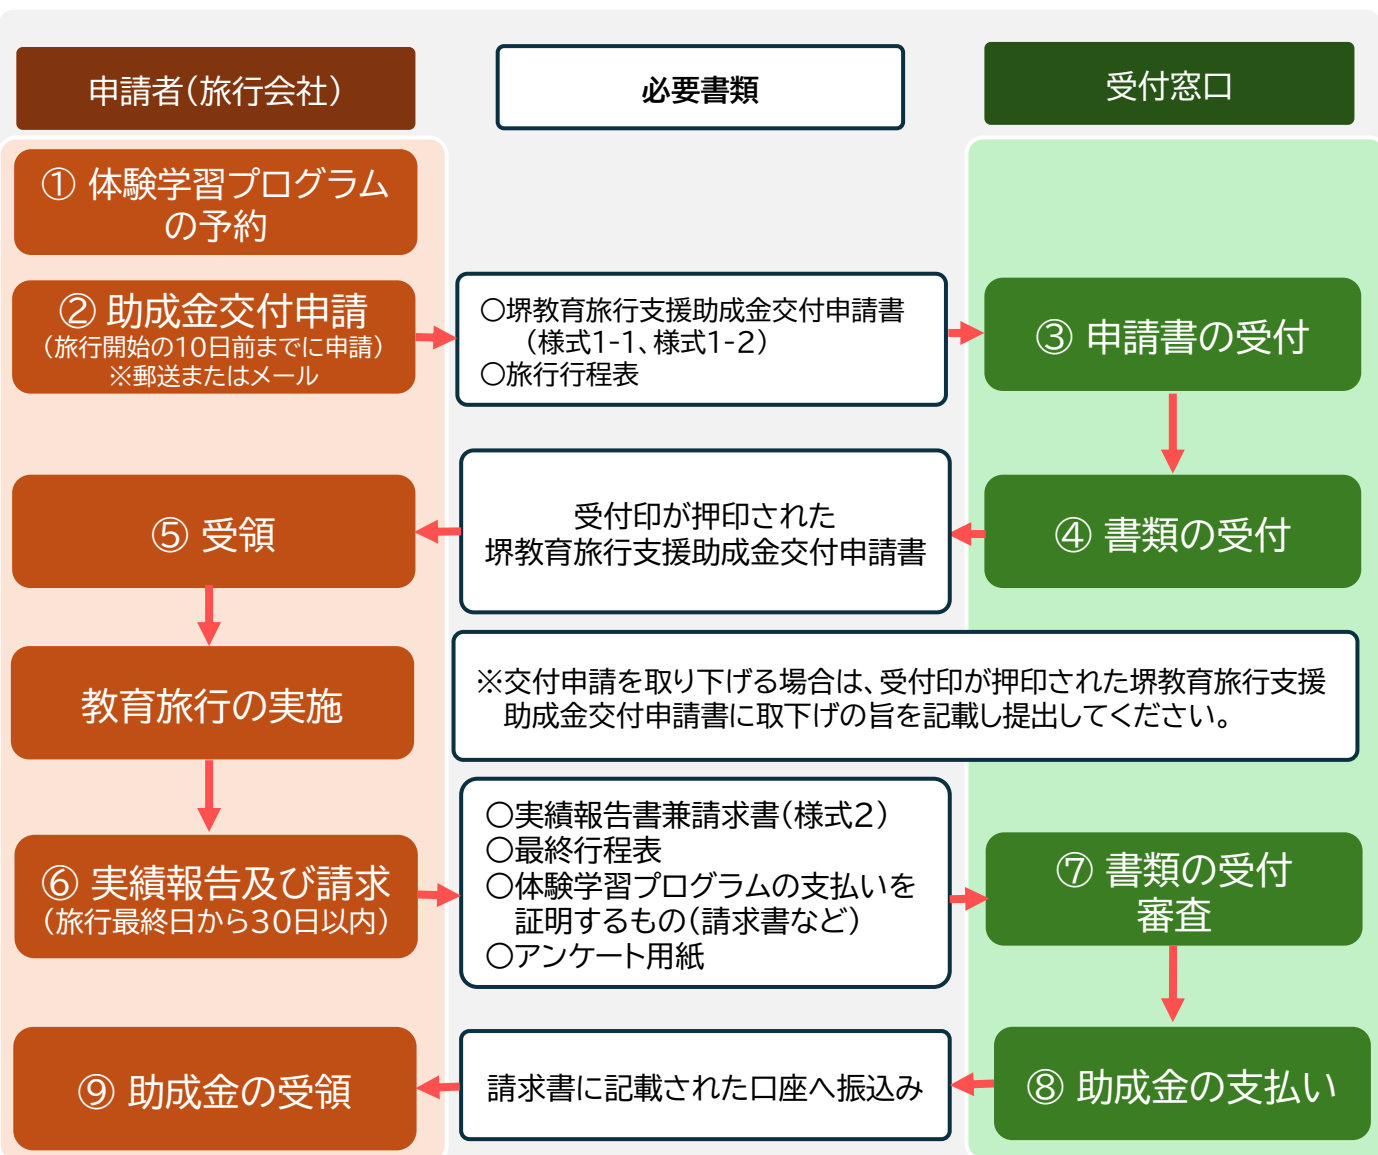 申請者（旅行会社）
必要書類
受付窓口
① 体験学習プログラム
の予約
② 助成金交付申請
（旅行開始の10日前までに申請）
※郵送またはメール
○堺教育旅行支援助成金交付申請書
（様式1-1、様式1-2）
○旅行行程表
③ 申請書の受付
⑤ 受領
受付印が押印された
堺教育旅行支援助成金交付申請書
④ 書類の受付
教育旅行の実施
※交付申請を取り下げる場合は、受付印が押印された堺教育旅行支援
助成金交付申請書に取下げの旨を記載し提出してください。
⑥ 実績報告及び請求
（旅行最終日から30日以内）
○実績報告書兼請求書（様式2）
○最終行程表
○体験学習プログラムの支払いを
証明するもの（請求書など）
○アンケート用紙
⑦ 書類の受付
審査
⑨ 助成金の受領
請求書に記載された口座へ振込み
⑧ 助成金の支払い